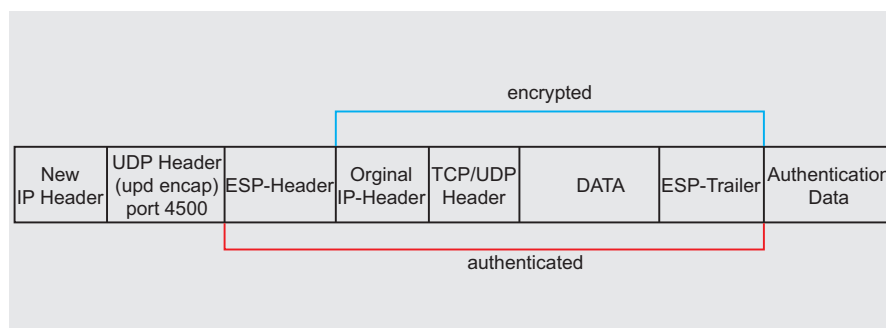 encrypted
New
IP Header
UDP Header
(upd encap)
port 4500
ESP-Header
Orginal
IP-Header
TCP/UDP
Header
DATA
ESP-Trailer
Authentication
Data
authenticated